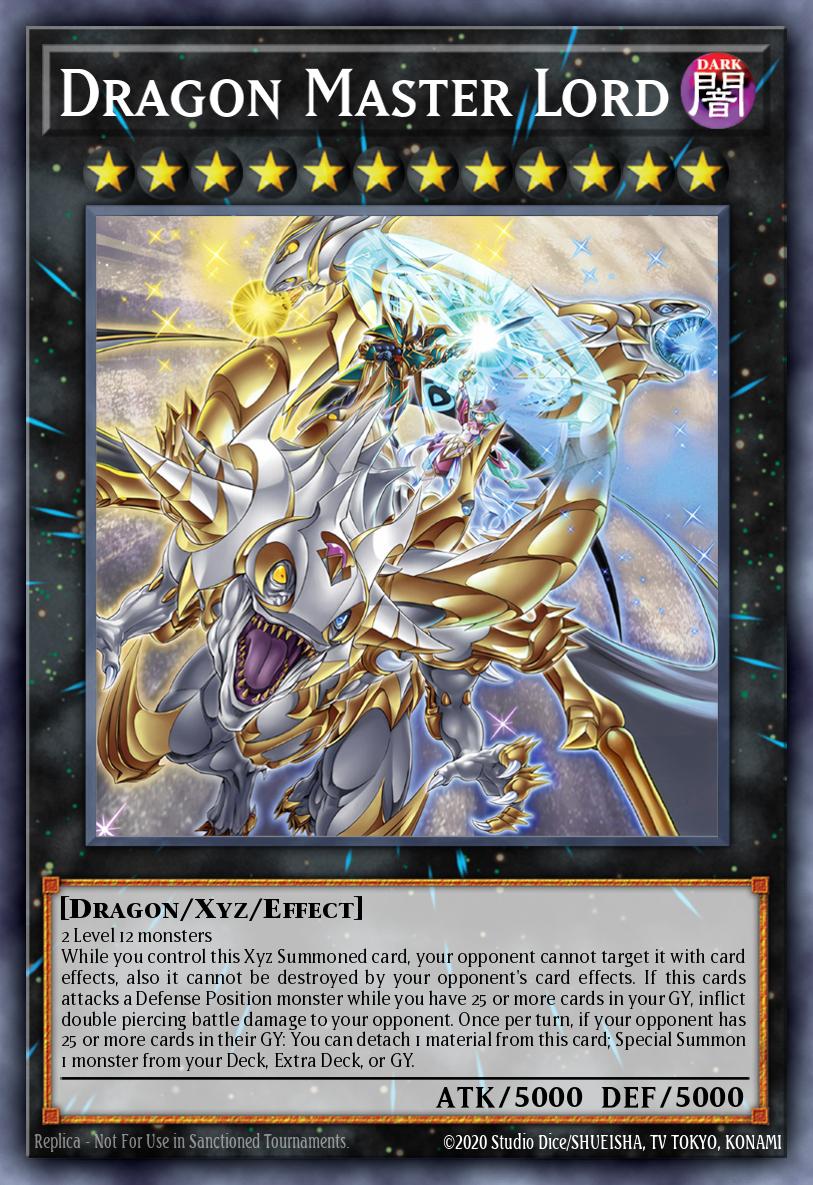 Dragon Master Lord
DARK
闇
[Dragon/Xyz/Effect]
2 Level 12 monsters
While you control this Xyz Summoned card, your opponent cannot target it with card
effects, also it cannot be destroyed by your opponent's card effects. If this cards
attacks a Defense Position monster while you have 25 or more cards in your GY, inflict
double piercing battle damage to your opponent. Once per turn, if your opponent has
25 or more cards in their GY: You can detach 1 material from this card; Special Summon
1 monster from your Deck, Extra Deck, or GY.
ATK/5000 DEF/5000
Replica - Not For Use in Sanctioned Tournaments.
©2020 Studio Dice/SHUEISHA, TV TOKYO, KONAMI